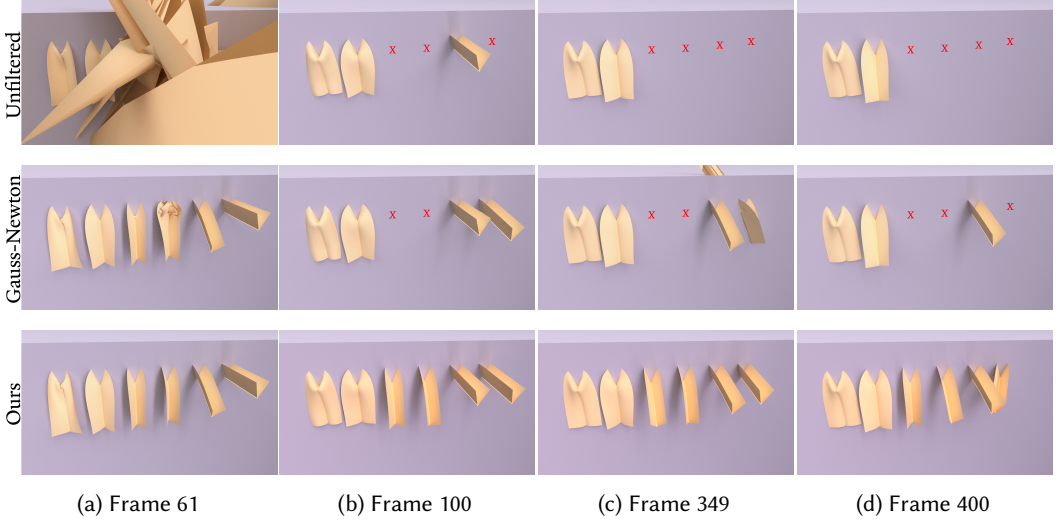 Unfiltered
x x x
x x x x
x x x x
Gauss-Newton
x x
x x
x x x
Ours
(a) Frame 61
(b) Frame 100
(c) Frame 349
(d) Frame 400